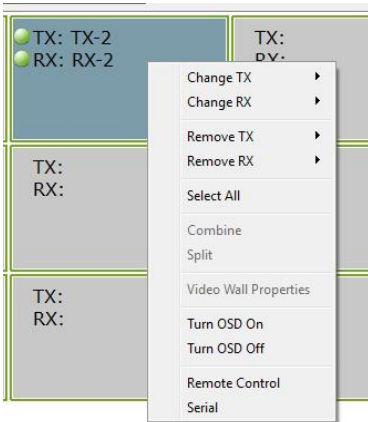 TX: TX-2
RX: RX-2
TX:
RX:
Change TX
Change RX
Remove TX
Remove RX
Select All
Combine
Split
Video Wall Properties
Turn OSD On
Turn OSD Off
Remote Control
Serial
TX:
RX:
TX:
RX: